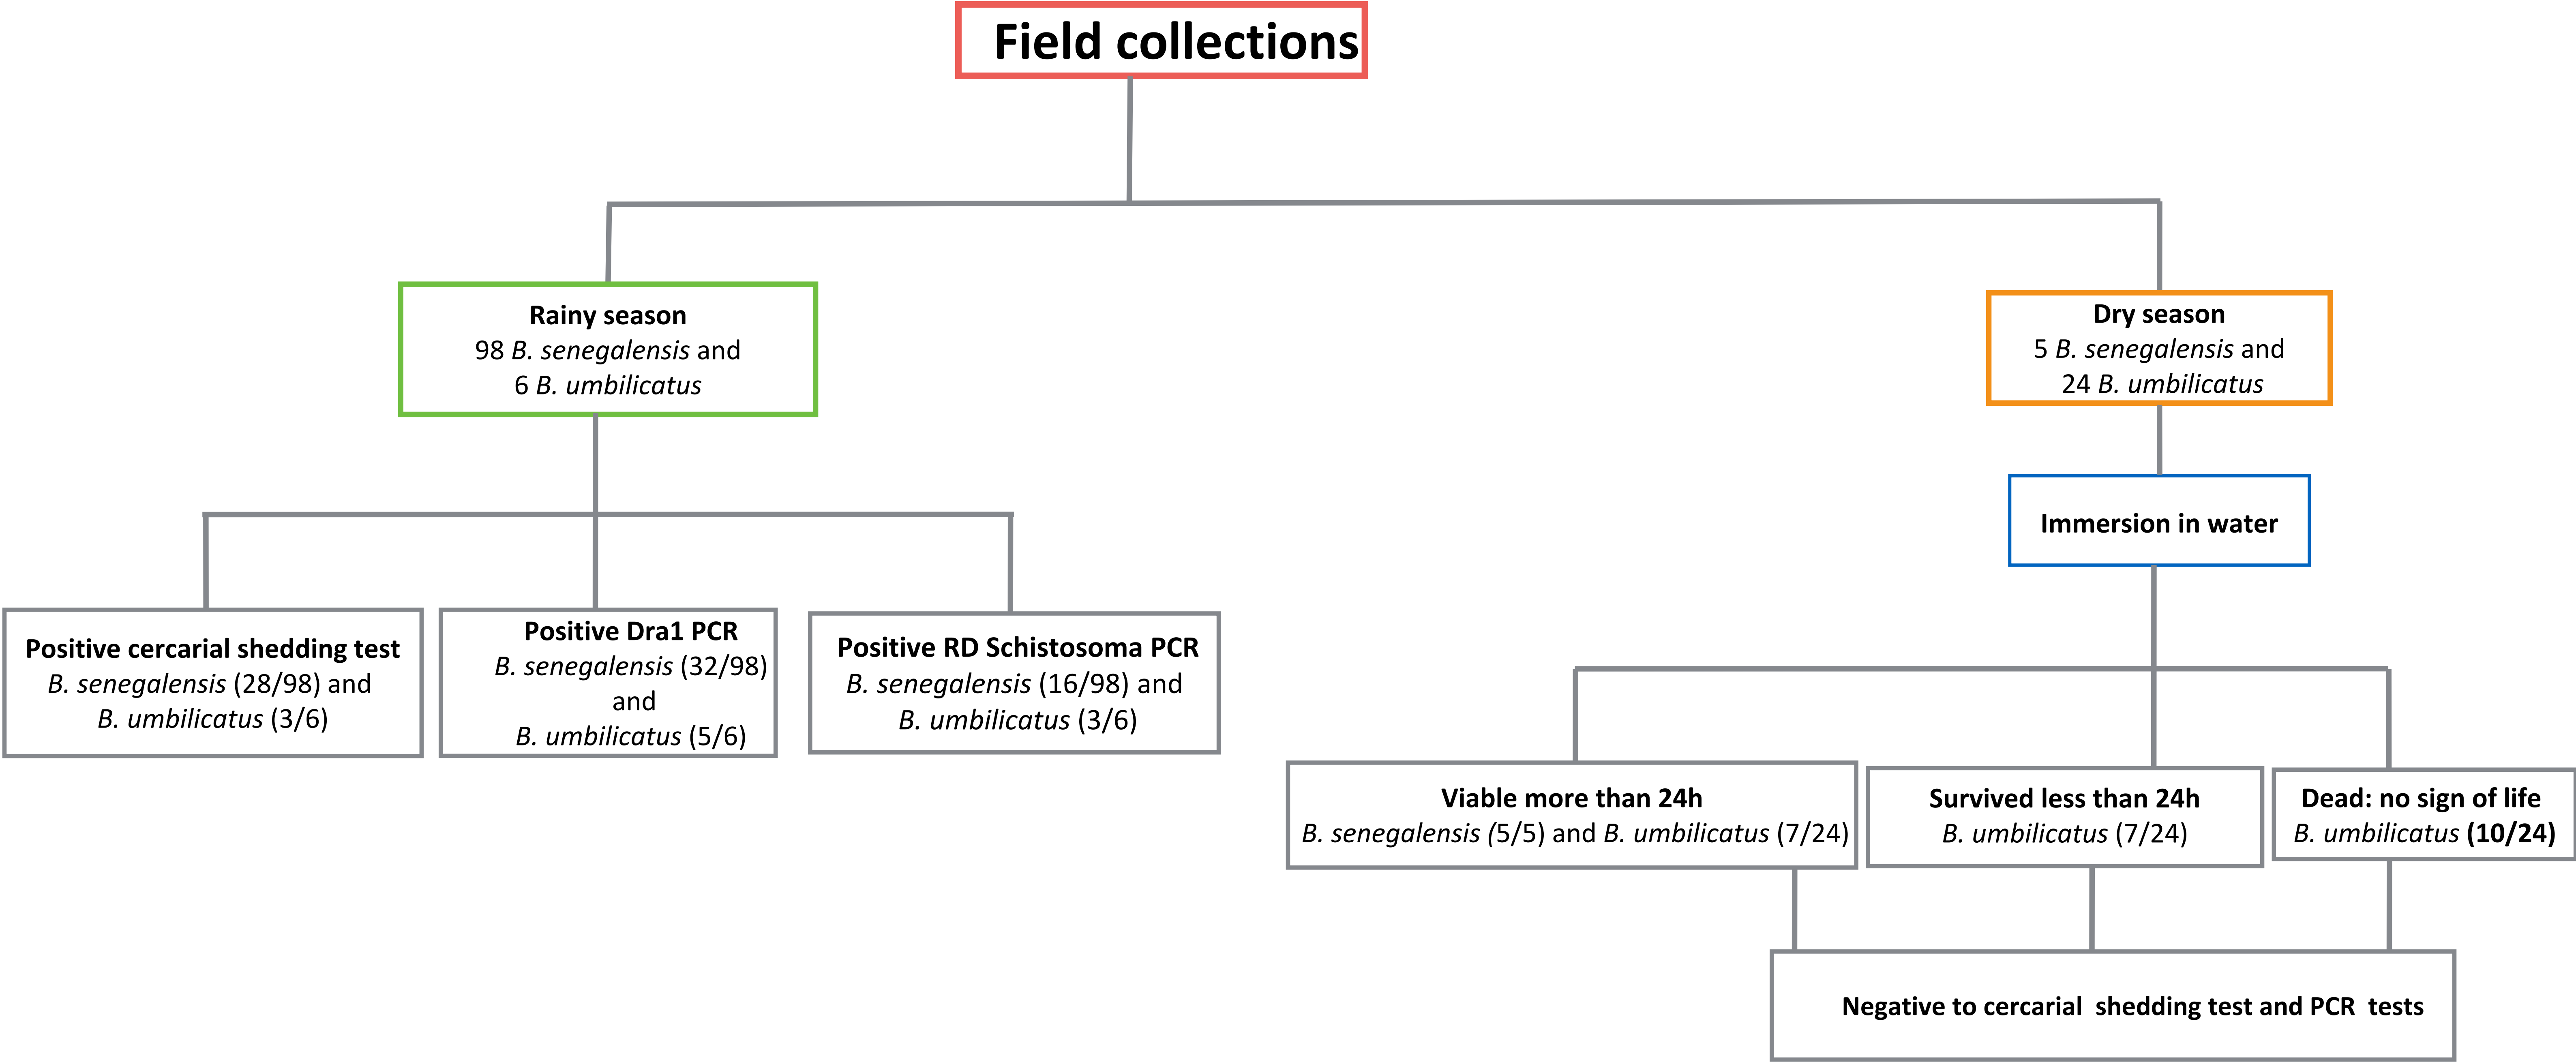 Field collections
Rainy season
98 B. senegalensis and
6 B. umbilicatus
Dry season
5 B. senegalensis and
24 B. umbilicatus
Immersion in water
Positive cercarial shedding test
B. senegalensis (28/98) and
B. umbilicatus (3/6)
Positive Dra1 PCR
B. senegalensis (32/98)
and
B. umbilicatus (5/6)
Positive RD Schistosoma PCR
B. senegalensis (16/98) and
B. umbilicatus (3/6)
Viable more than 24h
B. senegalensis (5/5) and B. umbilicatus (7/24)
Survived less than 24h
B. umbilicatus (7/24)
Dead: no sign of life
B. umbilicatus (10/24)
Negative to cercarial shedding test and PCR tests